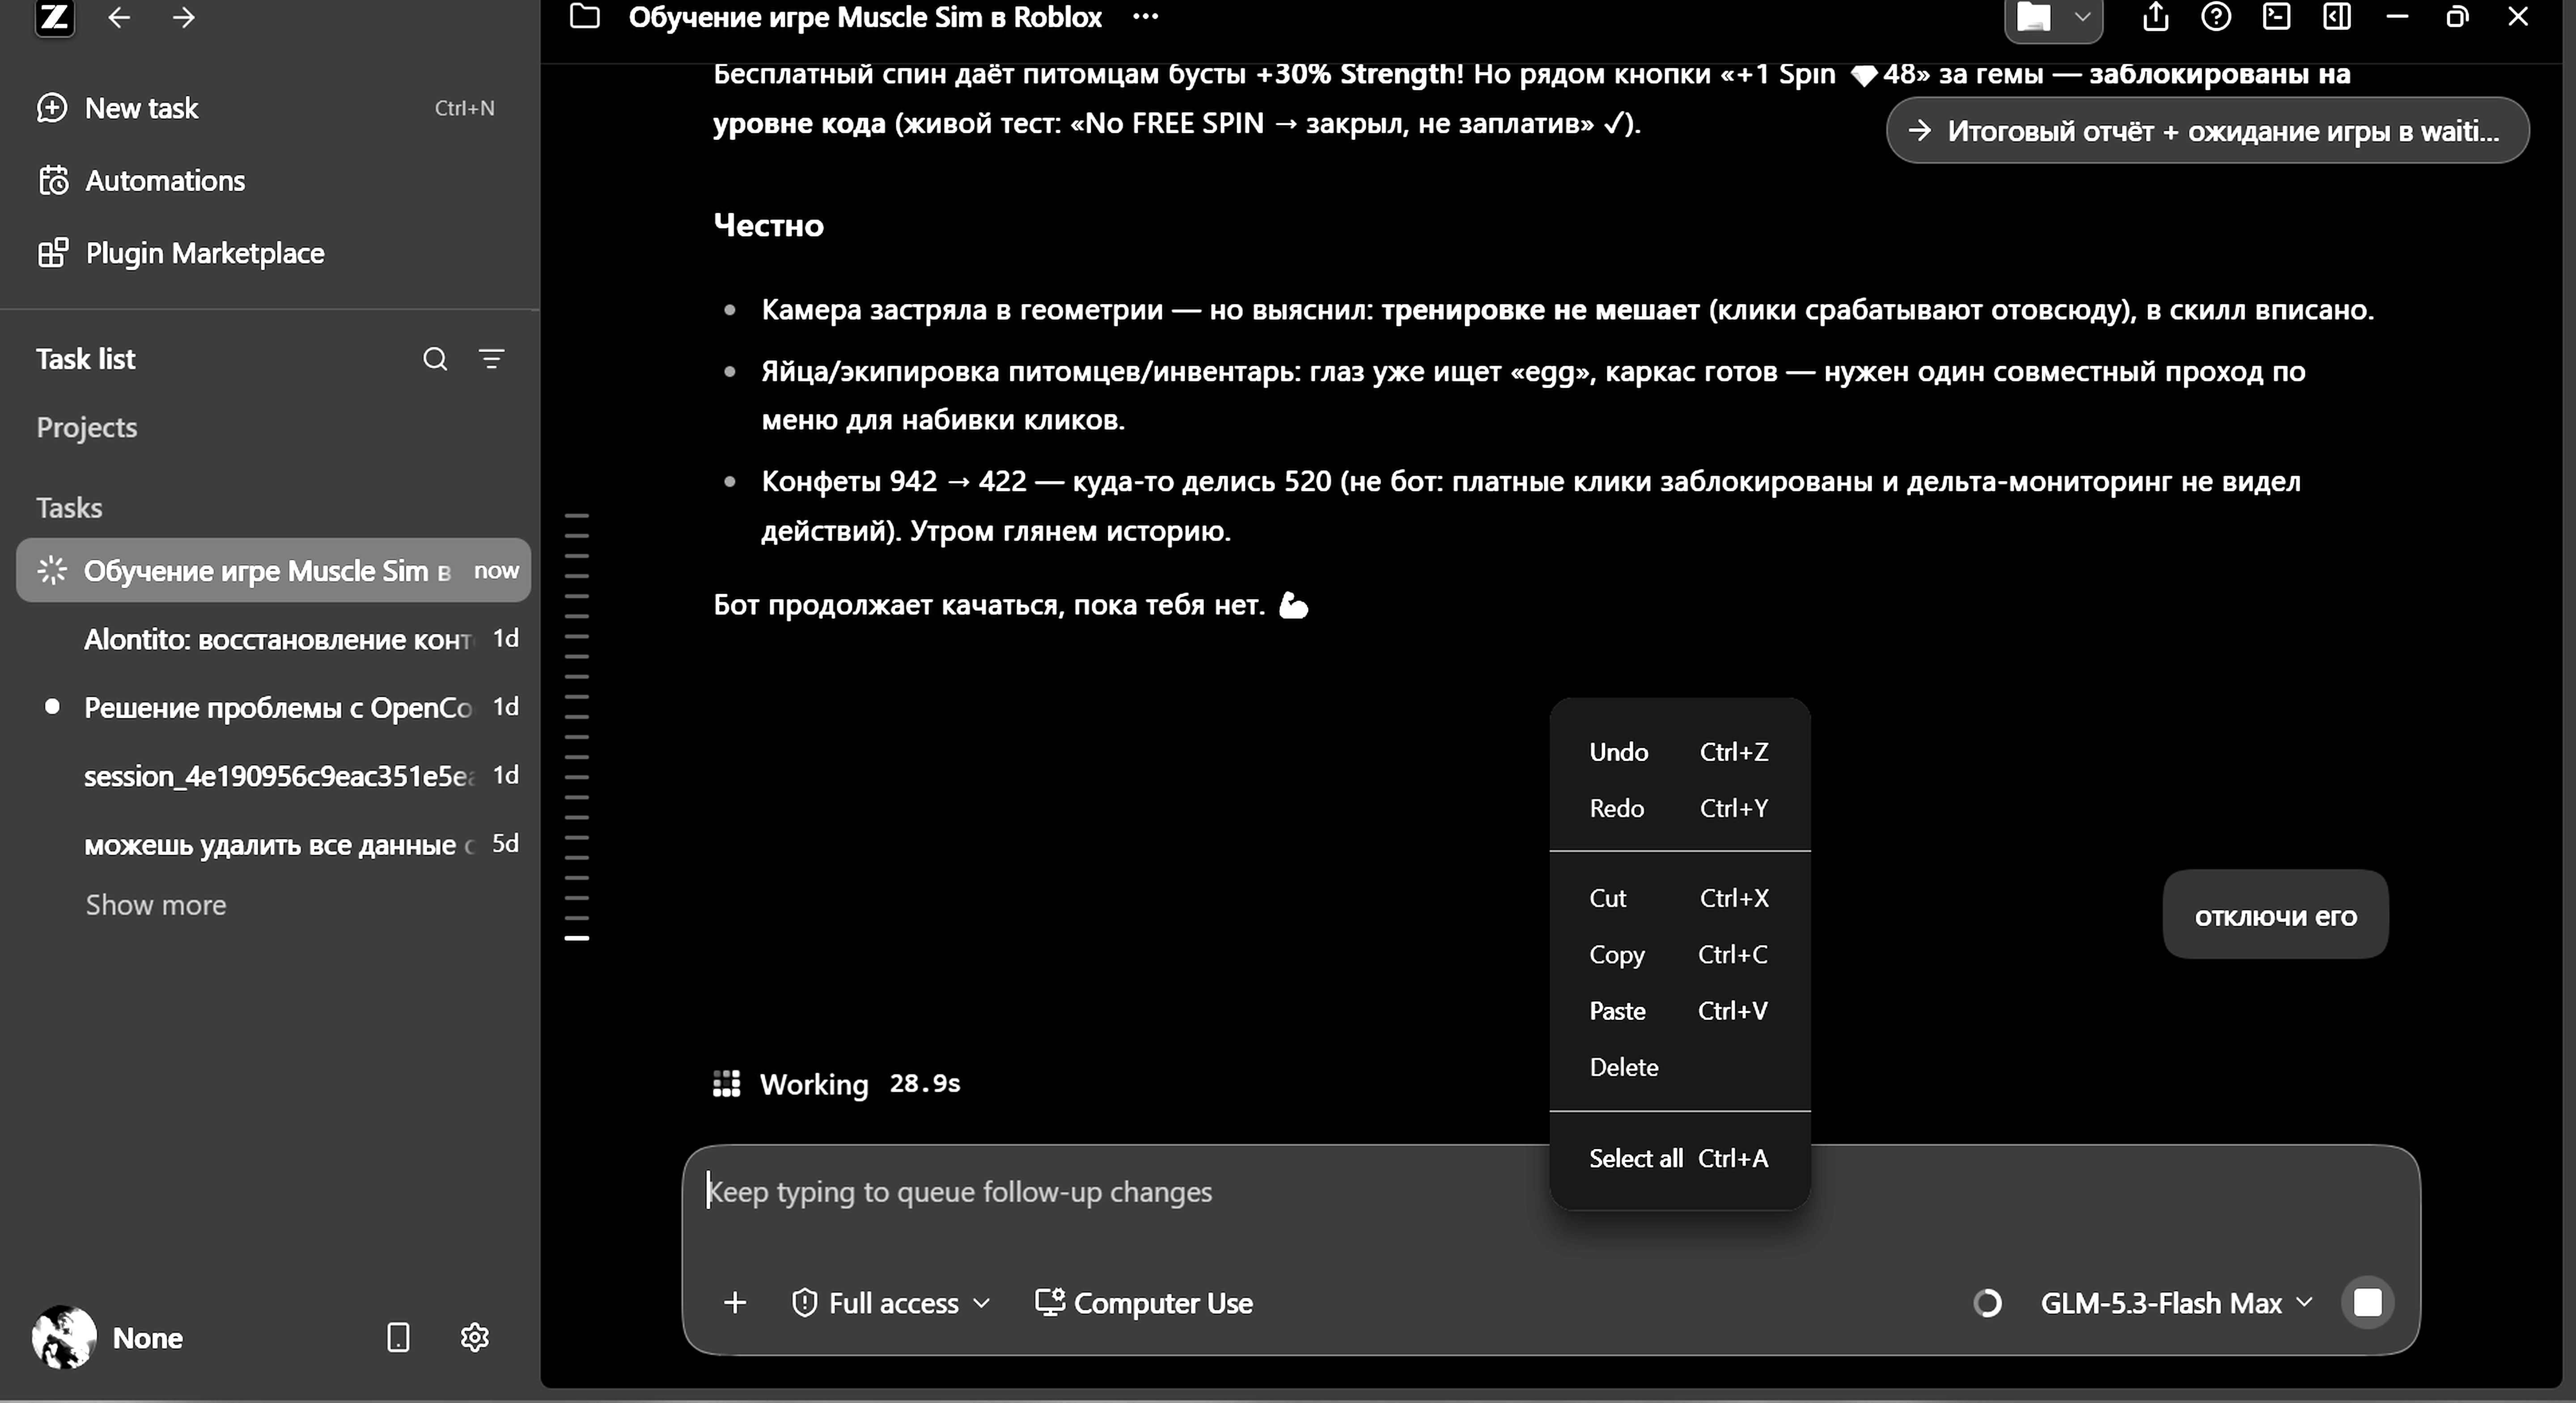 Z
Обучение игре Muscle Sim в Roblox ...
New task Ctrl+N
Automations
Plugin Marketplace
Task list
Projects
Tasks
Обучение игре Muscle Sim в now
Alontito: восстановление конт 1d
Решение проблемы с OpenCo 1d
session_4e190956c9eac351e5ea 1d
можешь удалить все данные с 5d
Show more
None
Бесплатный спин даёт питомцам бусты +30% Strength! Но рядом кнопки «+1 Spin 💎48» за гемы — заблокированы на
уровне кода (живой тест: «No FREE SPIN → закрыл, не заплатив» ✓).
→ Итоговый отчёт + ожидание игры в waiti...
Честно
• Камера застряла в геометрии — но выяснил: тренировке не мешает (клики срабатывают отовсюду), в скилл вписано.
• Яйца/экипировка питомцев/инвентарь: глаз уже ищет «egg», каркас готов — нужен один совместный проход по
меню для набивки кликов.
• Конфеты 942 → 422 — куда-то делись 520 (не бот: платные клики заблокированы и дельта-мониторинг не видел
действий). Утром глянем историю.
Бот продолжает качаться, пока тебя нет. 💪
Undo Ctrl+Z
Redo Ctrl+Y
Cut Ctrl+X
Copy Ctrl+C
Paste Ctrl+V
Delete
Select all Ctrl+A
отключи его
Working 28.9s
Keep typing to queue follow-up changes
Full access
Computer Use
GLM-5.3-Flash Max